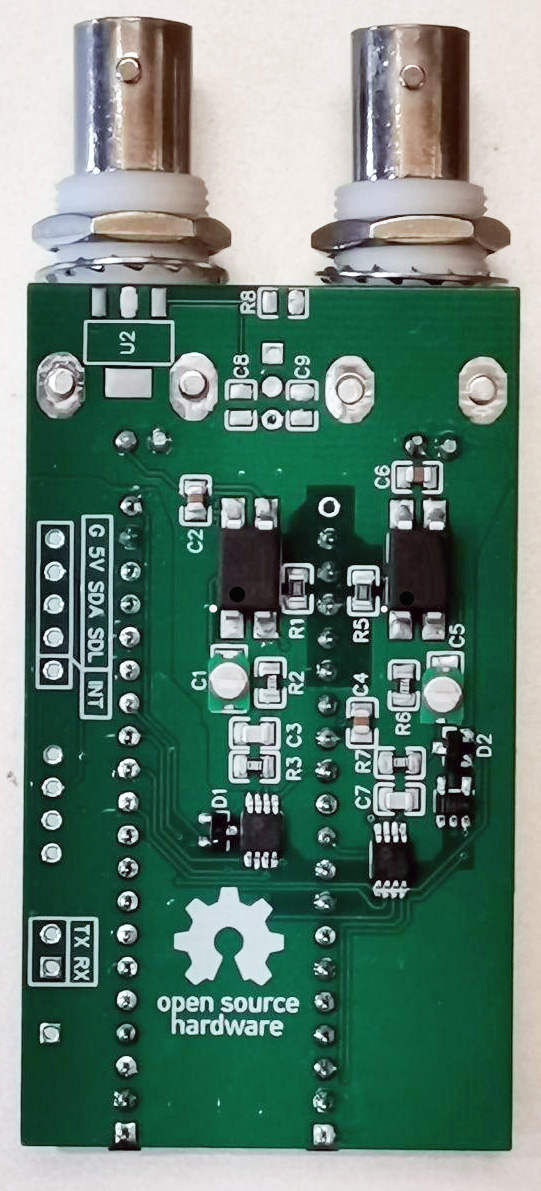 R8
U2
C8
C9
C6
C2
G 5V SDA SDL
INT
R1
R5
C1
R2
C5
C4
R6
C3
R3
R7
D2
C7
D1
TX RX
open source
hardware